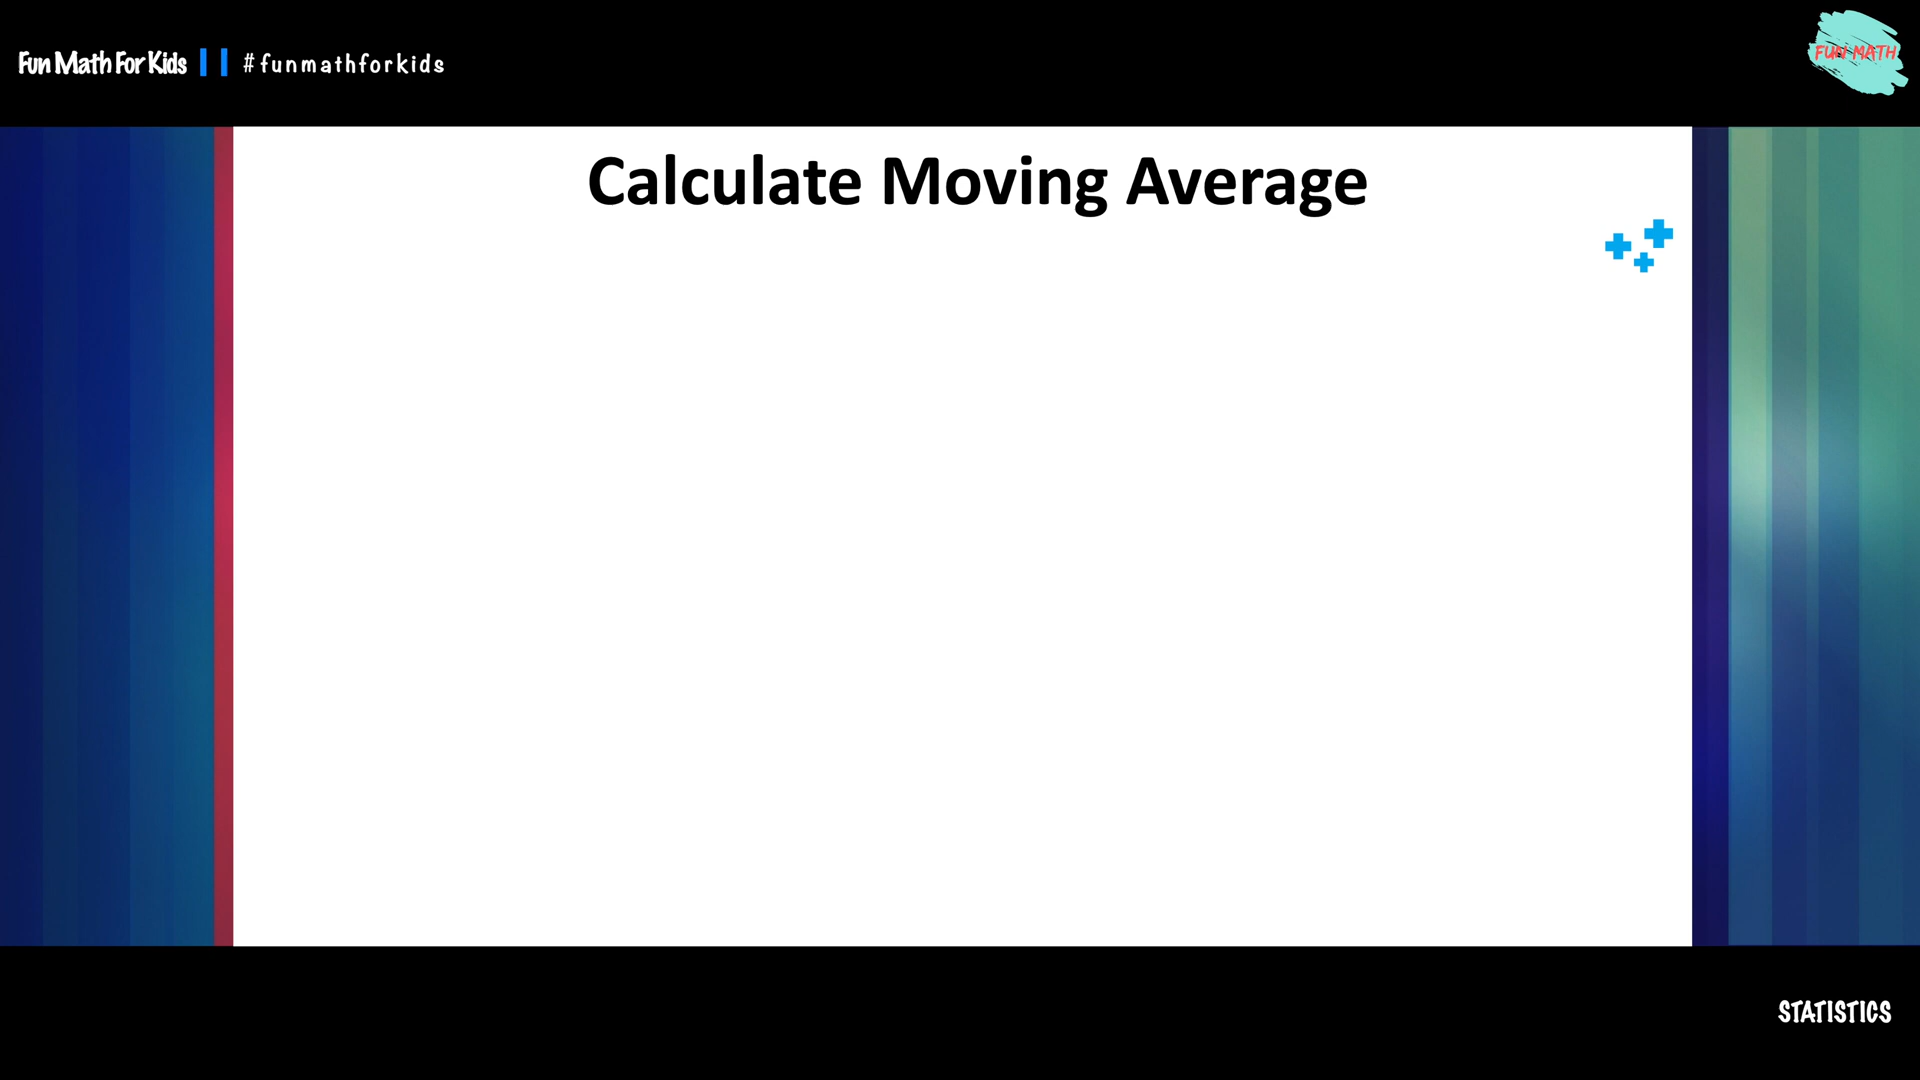 Fun Math For Kids
#funmathforkids
FUN MATH
Calculate Moving Average
STATISTICS